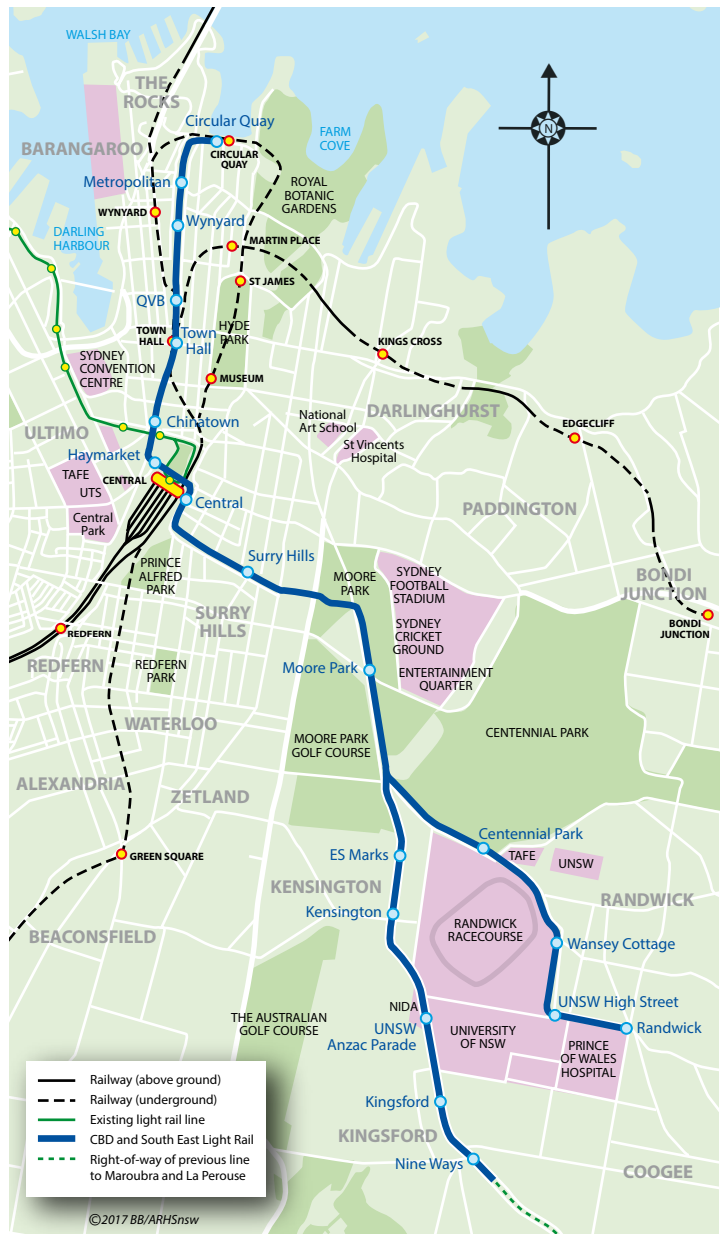 WALSH BAY
THE
ROCKS
Circular Quay
FARM
COVE
N
BARANGAROO
CIRCULAR
QUAY
Metropolitan
ROYAL
BOTANIC
GARDENS
WYNYARD
Wynyard
DARLING
HARBOUR
MARTIN PLACE
ST JAMES
QVB
TOWN
HALL
Town
Hall
HYDE
PARK
KINGS CROSS
SYDNEY
CONVENTION
CENTRE
MUSEUM
Chinatown
National
Art School
DARLINGHURST
ULTIMO
St Vincents
Hospital
EDGECLIFF
Haymarket
TAFE
UTS
CENTRAL
Central
Central
Park
PADDINGTON
Surry Hills
PRINCE
ALFRED
PARK
MOORE
PARK
SYDNEY
FOOTBALL
STADIUM
BONDI
JUNCTION
SURRY
HILLS
SYDNEY
CRICKET
GROUND
BONDI
JUNCTION
REDFERN
REDFERN
REDFERN
PARK
Moore Park
ENTERTAINMENT
QUARTER
WATERLOO
MOORE PARK
GOLF COURSE
CENTENNIAL PARK
ALEXANDRIA
ZETLAND
Centennial Park
GREEN SQUARE
ES Marks
TAFE
UNSW
KENSINGTON
RANDWICK
Kensington
RANDWICK
RACECOURSE
BEACONSFIELD
Wansey Cottage
NIDA
UNSW High Street
THE AUSTRALIAN
GOLF COURSE
UNSW
Anzac Parade
UNIVERSITY
OF NSW
Randwick
PRINCE
OF WALES
HOSPITAL
Kingsford
KINGSFORD
Nine Ways
COOGEE
Railway (above ground)
Railway (underground)
Existing light rail line
CBD and South East Light Rail
Right-of-way of previous line
to Maroubra and La Perouse
©2017 BB/ARHSnsw